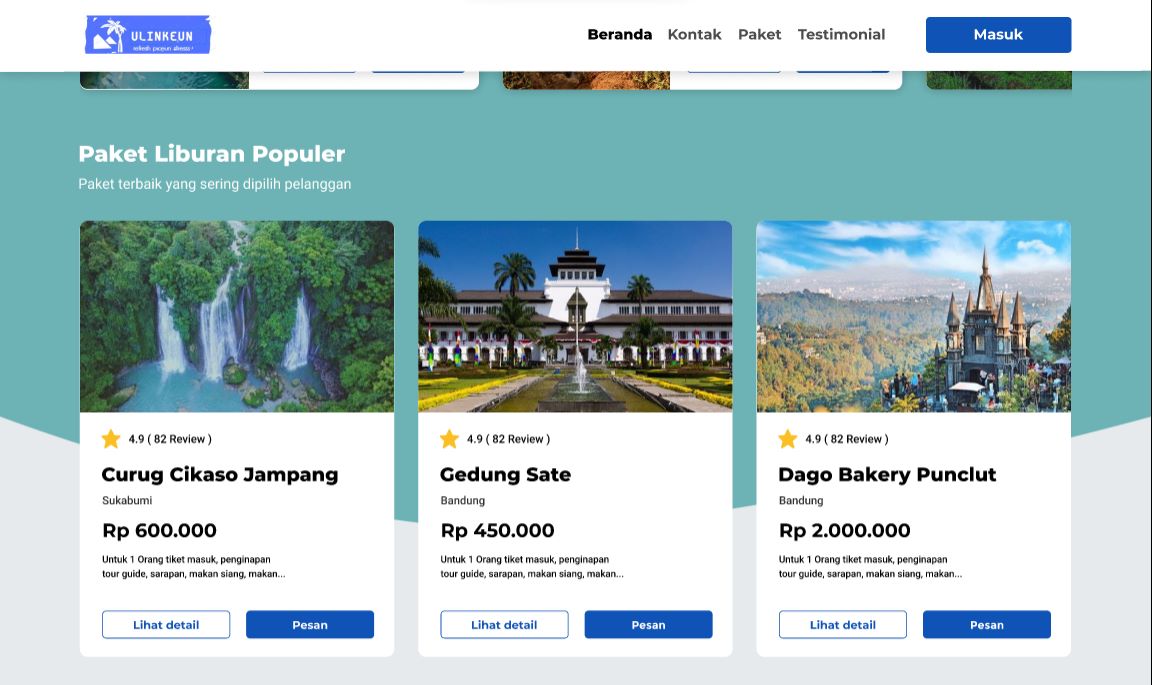 ULINKEUN
Beranda Kontak Paket Testimonial Masuk
Paket Liburan Populer
Paket terbaik yang sering dipilih pelanggan
4.9 ( 82 Review )
Curug Cikaso Jampang
Sukabumi
Rp 600.000
Untuk 1 Orang tiket masuk, penginapan
tour guide, sarapan, makan siang, makan...
Lihat detail Pesan
4.9 ( 82 Review )
Gedung Sate
Bandung
Rp 450.000
Untuk 1 Orang tiket masuk, penginapan
tour guide, sarapan, makan siang, makan...
Lihat detail Pesan
4.9 ( 82 Review )
Dago Bakery Punclut
Bandung
Rp 2.000.000
Untuk 1 Orang tiket masuk, penginapan
tour guide, sarapan, makan siang, makan...
Lihat detail Pesan